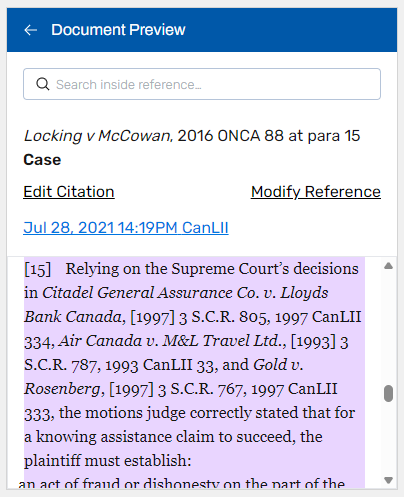 Document Preview
Search inside reference...
Locking v McCowan, 2016 ONCA 88 at para 15
Case
Edit Citation
Modify Reference
Jul 28, 2021 14:19PM CanLII
[15] Relying on the Supreme Court’s decisions
in Citadel General Assurance Co. v. Lloyds
Bank Canada, [1997] 3 S.C.R. 805, 1997 CanLII
334, Air Canada v. M&L Travel Ltd., [1993] 3
S.C.R. 787, 1993 CanLII 33, and Gold v.
Rosenberg, [1997] 3 S.C.R. 767, 1997 CanLII
333, the motions judge correctly stated that for
a knowing assistance claim to succeed, the
plaintiff must establish:
an act of fraud or dishonesty on the part of the